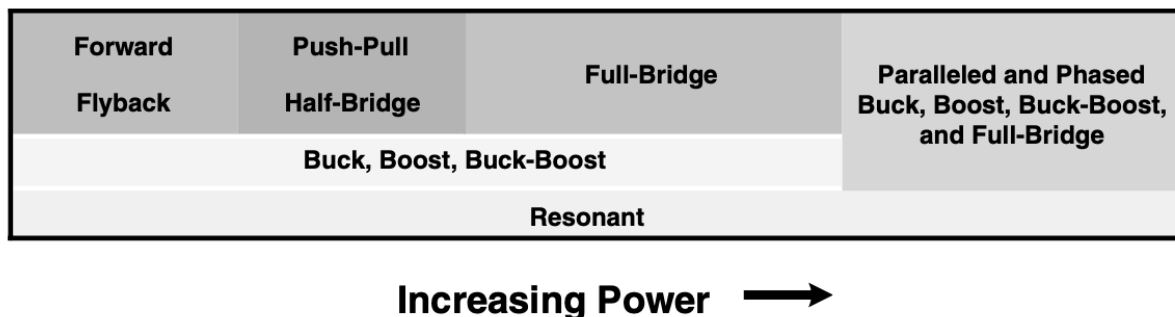 Forward
Flyback
Push-Pull
Half-Bridge
Full-Bridge
Paralleled and Phased
Buck, Boost, Buck-Boost,
and Full-Bridge
Buck, Boost, Buck-Boost
Resonant
Increasing Power